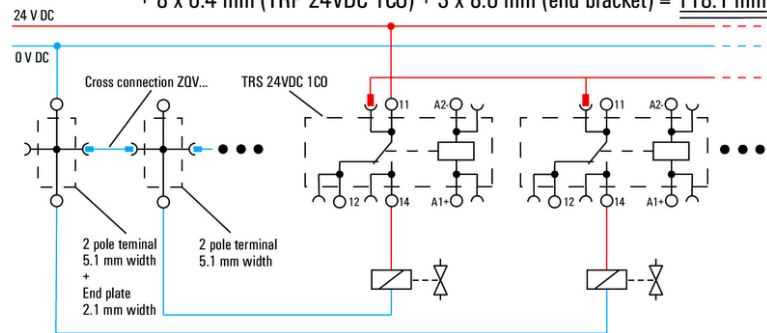 + 8 x 6.4 mm (TRP 24VDC 1CO) + 3 x 8.0 mm (end bracket) = 118.1 mm
24 V DC
0 V DC
Cross connection ZQV...
TRS 24VDC 1CO
11
A2-
11
A2-
12
14
A1+
12
14
A1+
2 pole teminal
5.1 mm width
+
End plate
2.1 mm width
2 pole terminal
5.1 mm width